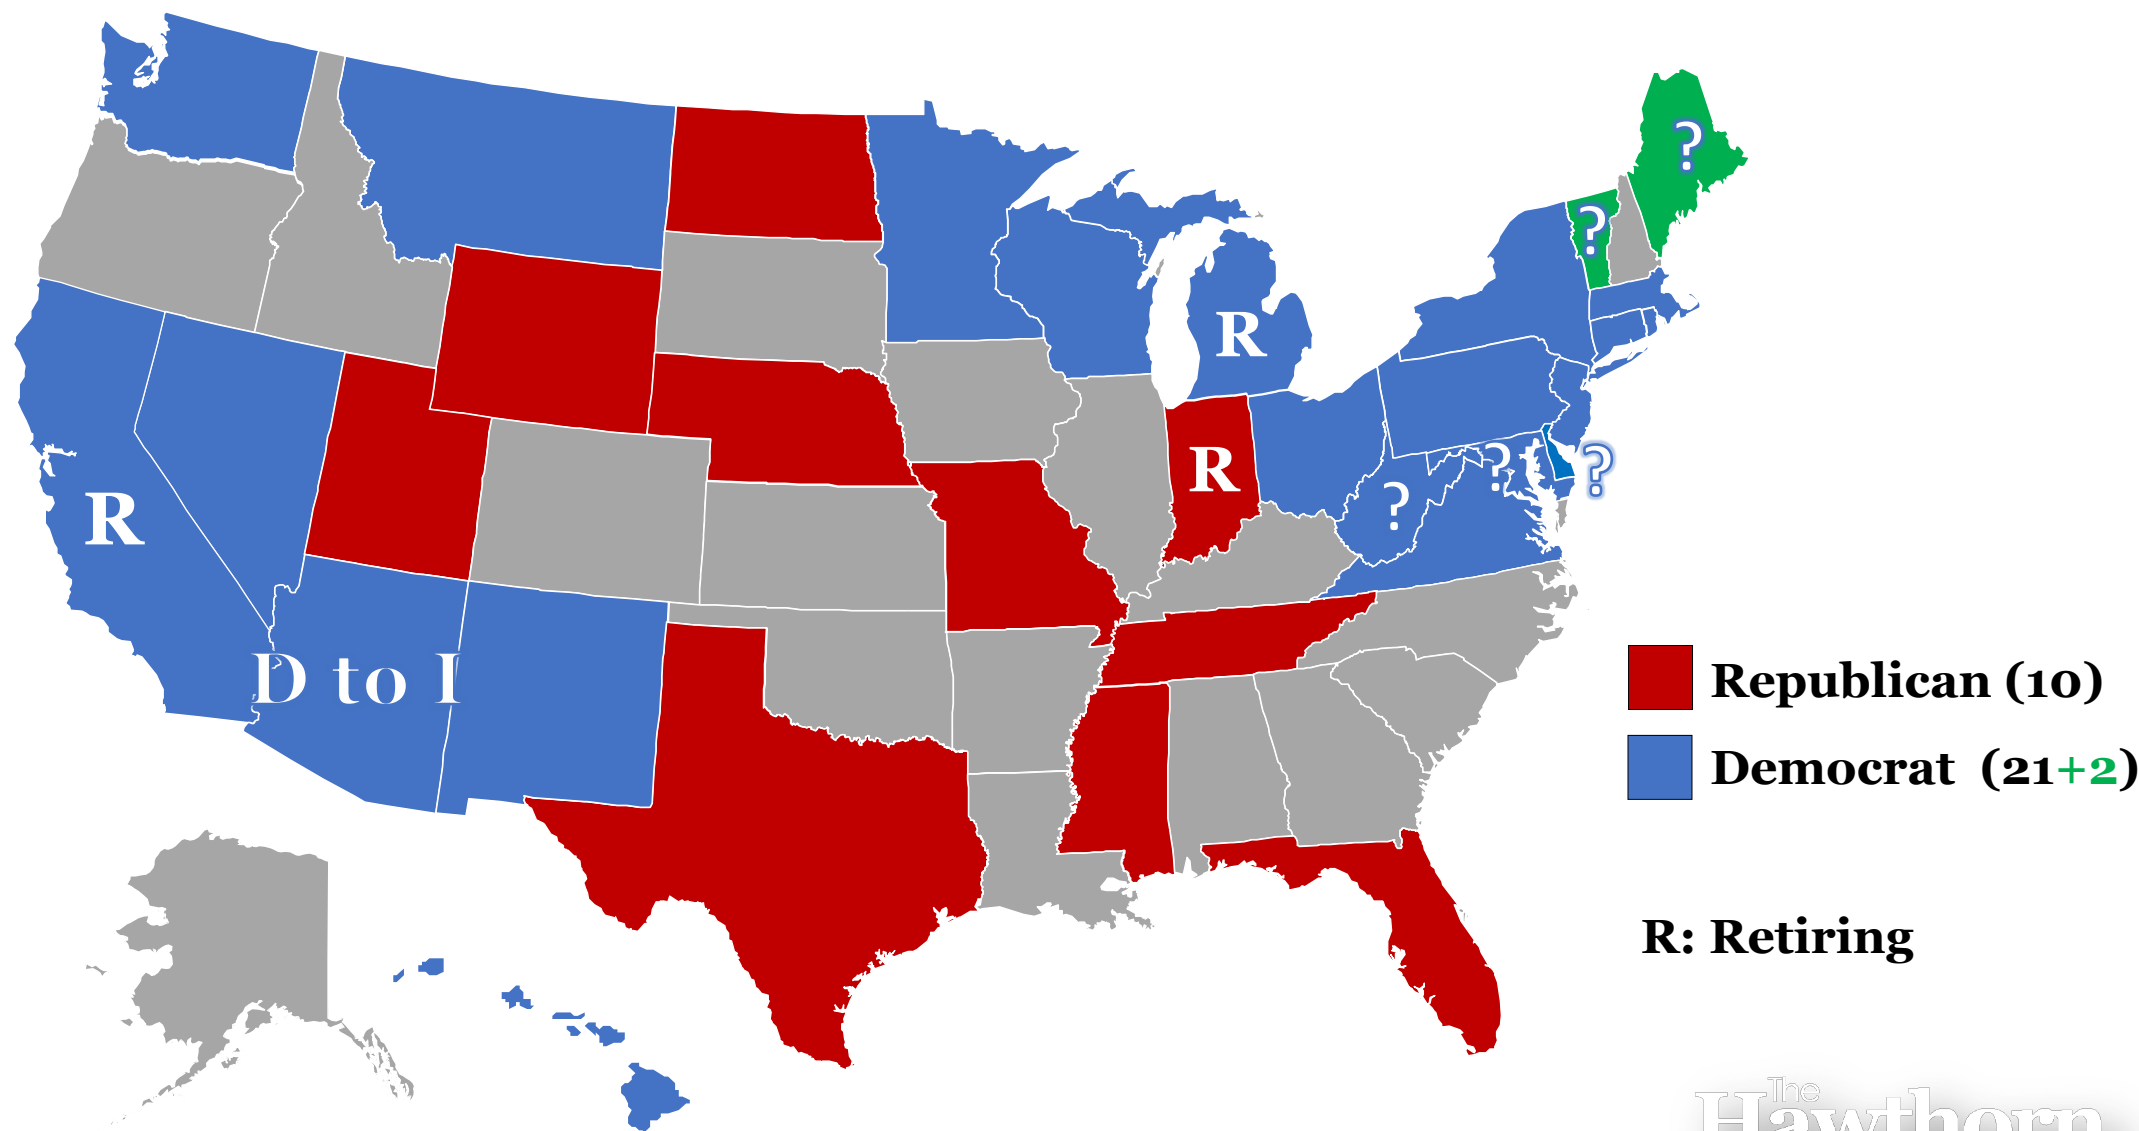 ?
?
R
R
?
?
?
R
D to I
Republican (10)
Democrat (21+2)
R: Retiring
The
Hawthorn